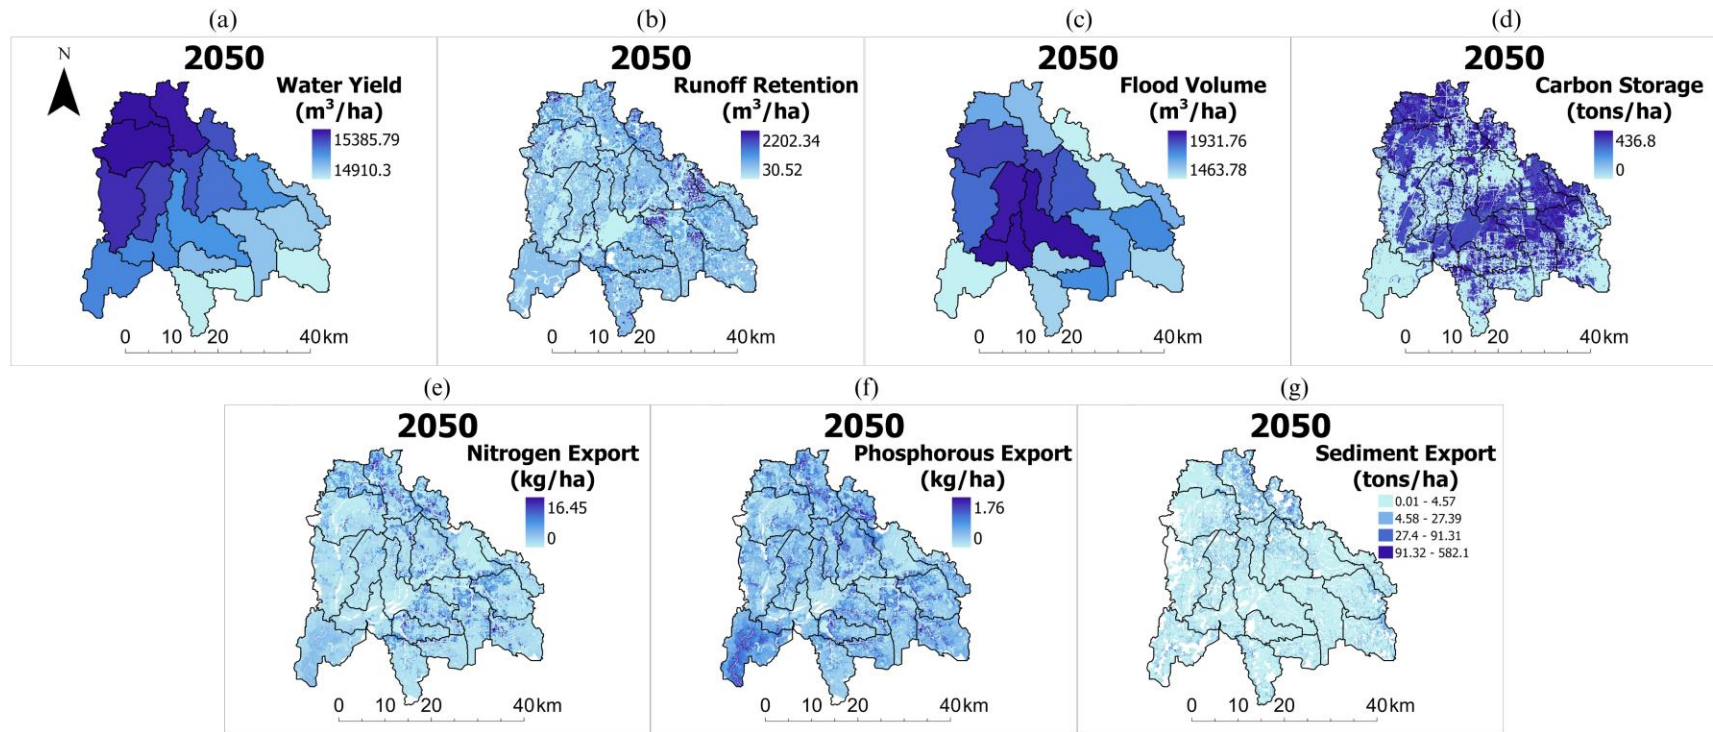 (a)
(b)
(c)
(d)
N
2050
Water Yield
(m³/ha)
15385.79
14910.3
0 10 20 40km
2050
Runoff Retention
(m³/ha)
2202.34
30.52
0 10 20 40km
2050
Flood Volume
(m³/ha)
1931.76
1463.78
0 10 20 40km
2050
Carbon Storage
(tons/ha)
436.8
0
0 10 20 40km
(e)
(f)
(g)
2050
Nitrogen Export
(kg/ha)
16.45
0
0 10 20 40km
2050
Phosphorous Export
(kg/ha)
1.76
0
0 10 20 40km
2050
Sediment Export
(tons/ha)
0.01 - 4.57
4.58 - 27.39
27.4 - 91.31
91.32 - 582.1
0 10 20 40km